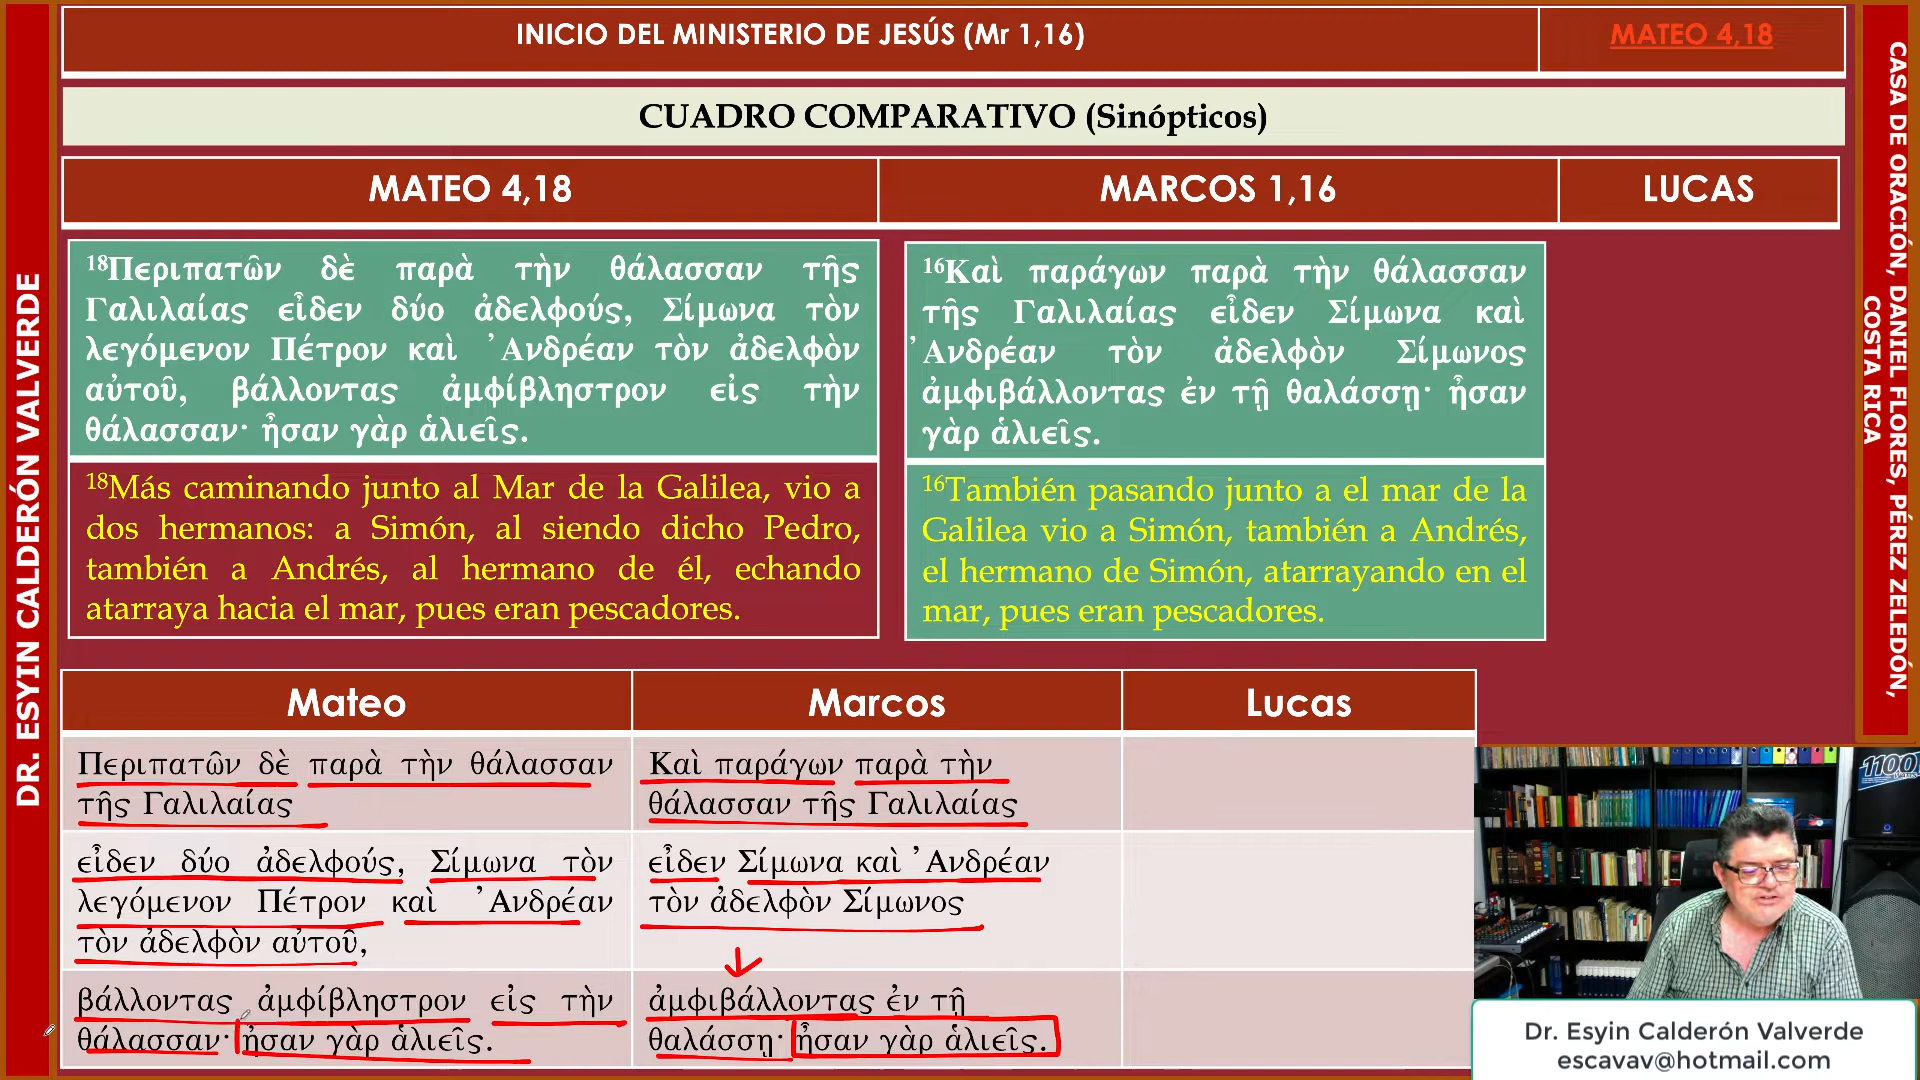 INICIO DEL MINISTERIO DE JESÚS (Mr 1,16)
MATEO 4,18
CUADRO COMPARATIVO (Sinópticos)
MATEO 4,18
MARCOS 1,16
LUCAS
¹⁸Περιπατῶν δὲ παρὰ τὴν θάλασσαν τῆς
Γαλιλαίας εἶδεν δύο ἀδελφούς, Σίμωνα τὸν
λεγόμενον Πέτρον καὶ ᾿Ανδρέαν τὸν ἀδελφὸν
αὐτοῦ, βάλλοντας ἀμφίβληστρον εἰς τὴν
θάλασσαν· ἦσαν γὰρ ἁλιεῖς.
¹⁶Καὶ παράγων παρὰ τὴν θάλασσαν
τῆς Γαλιλαίας εἶδεν Σίμωνα καὶ
᾿Ανδρέαν τὸν ἀδελφὸν Σίμωνος
ἀμφιβάλλοντας ἐν τῇ θαλάσσῃ· ἦσαν
γὰρ ἁλιεῖς.
¹⁸Más caminando junto al Mar de la Galilea, vio a
dos hermanos: a Simón, al siendo dicho Pedro,
también a Andrés, al hermano de él, echando
atarraya hacia el mar, pues eran pescadores.
¹⁶También pasando junto a el mar de la
Galilea vio a Simón, también a Andrés,
el hermano de Simón, atarrayando en el
mar, pues eran pescadores.
Mateo
Marcos
Lucas
Περιπατῶν δὲ παρὰ τὴν θάλασσαν
τῆς Γαλιλαίας
Καὶ παράγων παρὰ τὴν
θάλασσαν τῆς Γαλιλαίας
εἶδεν δύο ἀδελφούς, Σίμωνα τὸν
λεγόμενον Πέτρον καὶ ᾿Ανδρέαν
τὸν ἀδελφὸν αὐτοῦ,
εἶδεν Σίμωνα καὶ ᾿Ανδρέαν
τὸν ἀδελφὸν Σίμωνος
βάλλοντας ἀμφίβληστρον εἰς τὴν
θάλασσαν· ἦσαν γὰρ ἁλιεῖς.
ἀμφιβάλλοντας ἐν τῇ
θαλάσσῃ· ἦσαν γὰρ ἁλιεῖς.
DR. ESYIN CALDERÓN VALVERDE
CASA DE ORACIÓN, DANIEL FLORES, PÉREZ ZELEDÓN,
COSTA RICA
1100
WATTS
Dr. Esyin Calderón Valverde
escavav@hotmail.com